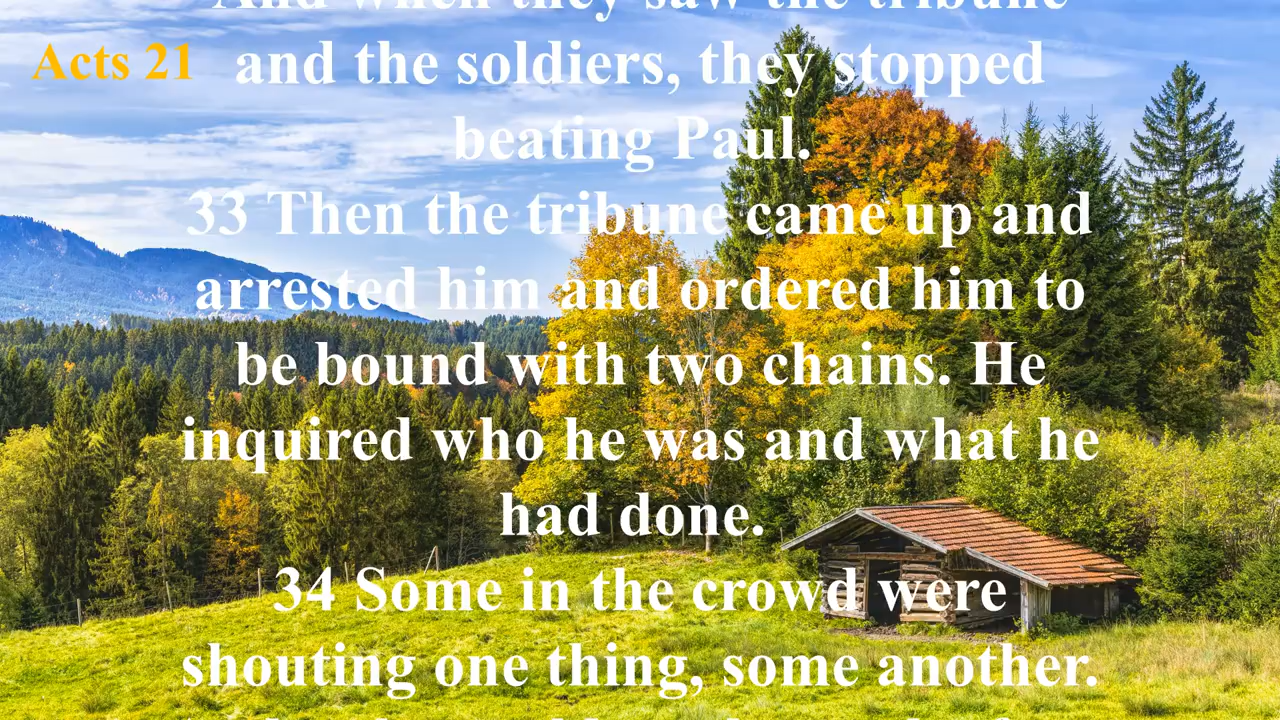 And when they saw the tribune
Acts 21
and the soldiers, they stopped
beating Paul.
33 Then the tribune came up and
arrested him and ordered him to
be bound with two chains. He
inquired who he was and what he
had done.
34 Some in the crowd were
shouting one thing, some another.